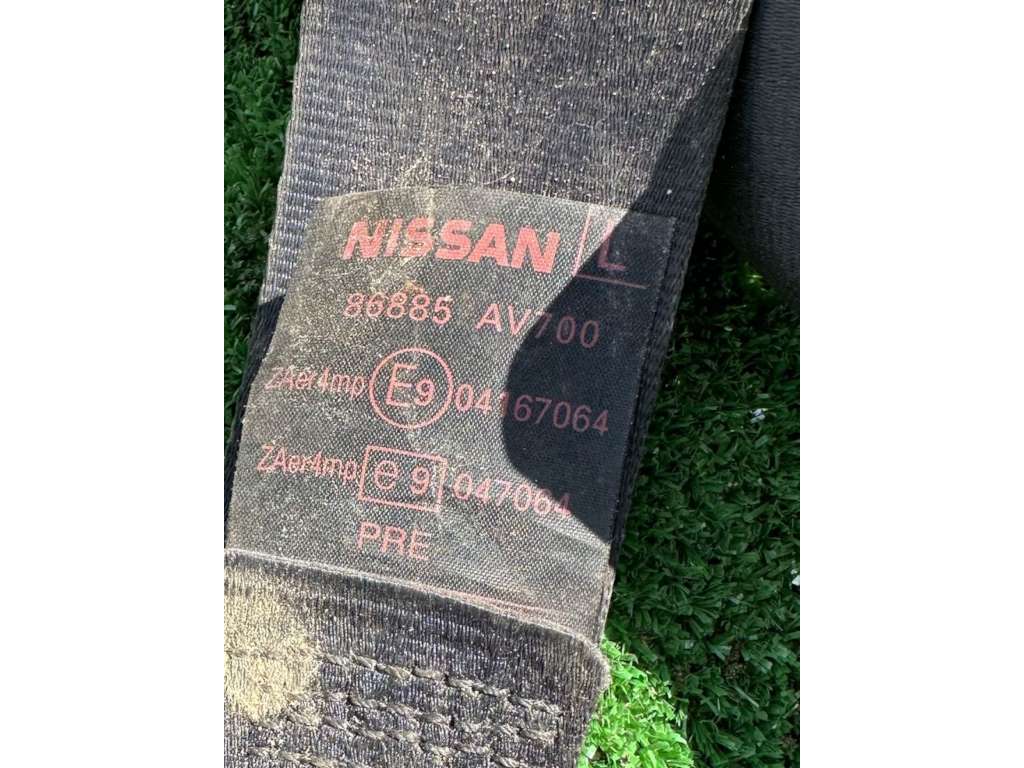 NISSAN L
86885 AV700
ZAer4mp E9 04167064
ZAer4mp e9 047064
PRE